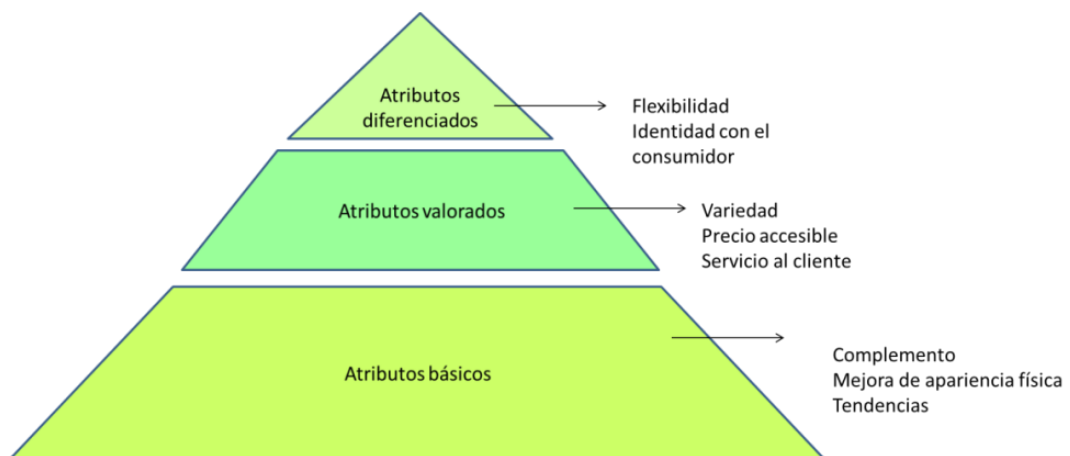 Atributos
diferenciados
Flexibilidad
Identidad con el
consumidor
Atributos valorados
Variedad
Precio accesible
Servicio al cliente
Atributos básicos
Complemento
Mejora de apariencia física
Tendencias